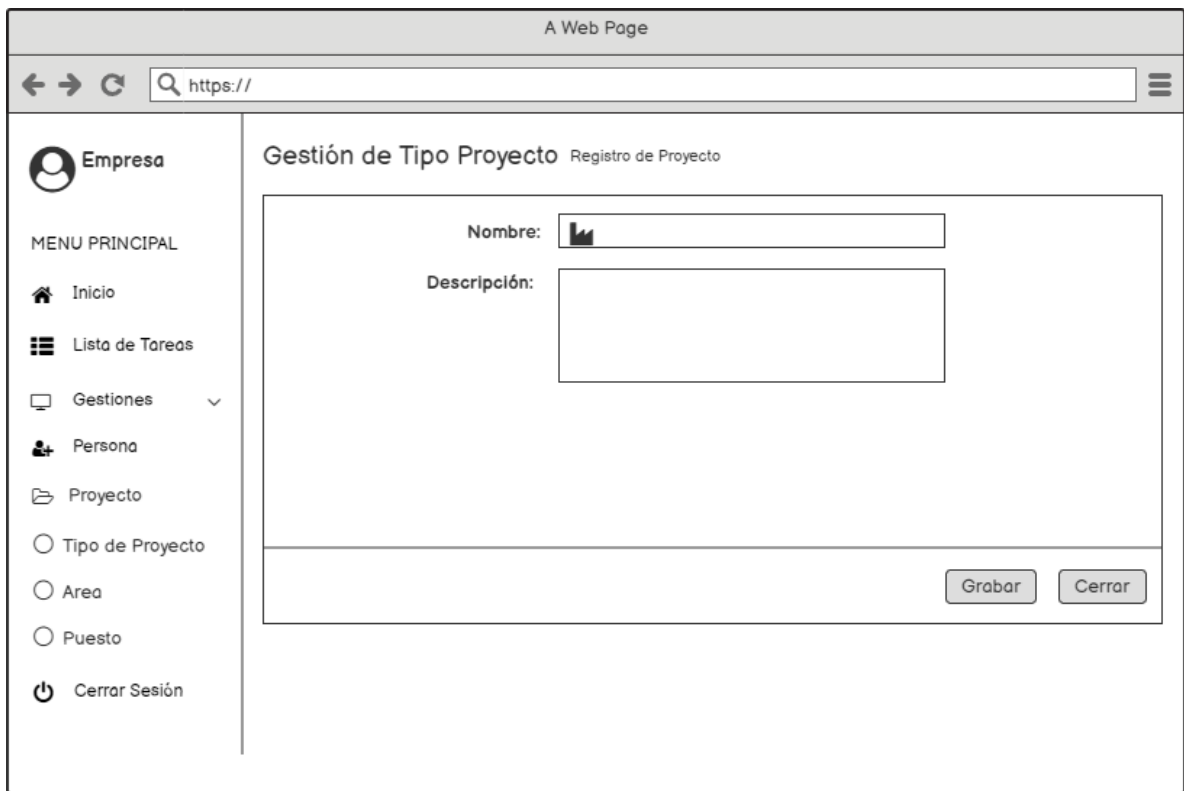 A Web Page
https://
Empresa
MENU PRINCIPAL
Inicio
Lista de Tareas
Gestiones
Persona
Proyecto
Tipo de Proyecto
Area
Puesto
Cerrar Sesión
Gestión de Tipo Proyecto Registro de Proyecto
Nombre:
Descripción:
Grabar Cerrar